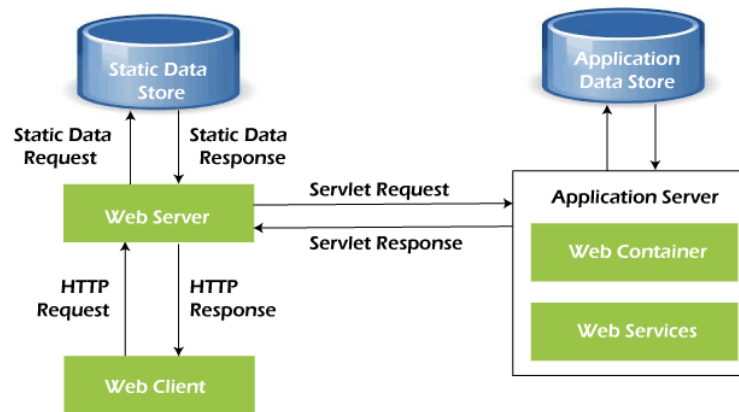 Static Data
Store
Application
Data Store
Static Data
Request
Static Data
Response
Web Server
Servlet Request
Servlet Response
Application Server
Web Container
Web Services
HTTP
Request
HTTP
Response
Web Client